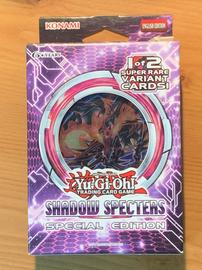 KONAMI
1 of 2
SUPER RARE
VARIANT
CARDS!
Yu-Gi-Oh!
TRADING CARD GAME
SHADOW SPECTERS
SPECIAL EDITION